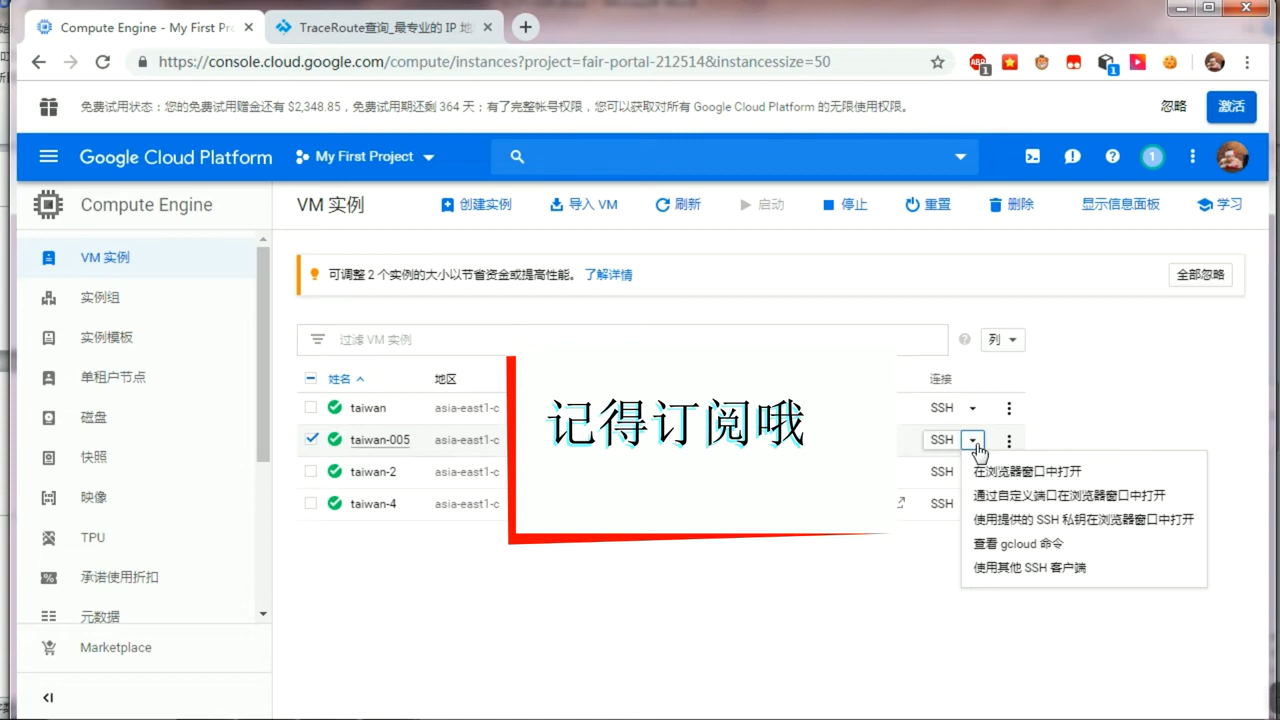 Compute Engine - My First Pr
TraceRoute查询_最专业的 IP 地
https://console.cloud.google.com/compute/instances?project=fair-portal-212514&instancessize=50
ABP
1
1
免费试用状态：您的免费试用赠金还有 $2,348.85，免费试用期还剩 364 天；有了完整帐号权限，您可以获取对所有 Google Cloud Platform 的无限使用权限。
忽略
激活
Google Cloud Platform
My First Project
1
Compute Engine
VM 实例
创建实例
导入 VM
刷新
启动
停止
重置
删除
显示信息面板
学习
VM 实例
实例组
实例模板
单租户节点
磁盘
快照
映像
TPU
承诺使用折扣
元数据
Marketplace
可调整 2 个实例的大小以节省资金或提高性能。 了解详情
全部忽略
过滤 VM 实例
列
姓名
地区
连接
taiwan
asia-east1-c
SSH
taiwan-005
asia-east1-c
SSH
taiwan-2
asia-east1-c
SSH
taiwan-4
asia-east1-c
SSH
记得订阅哦
在浏览器窗口中打开
通过自定义端口在浏览器窗口中打开
使用提供的 SSH 私钥在浏览器窗口中打开
查看 gcloud 命令
使用其他 SSH 客户端